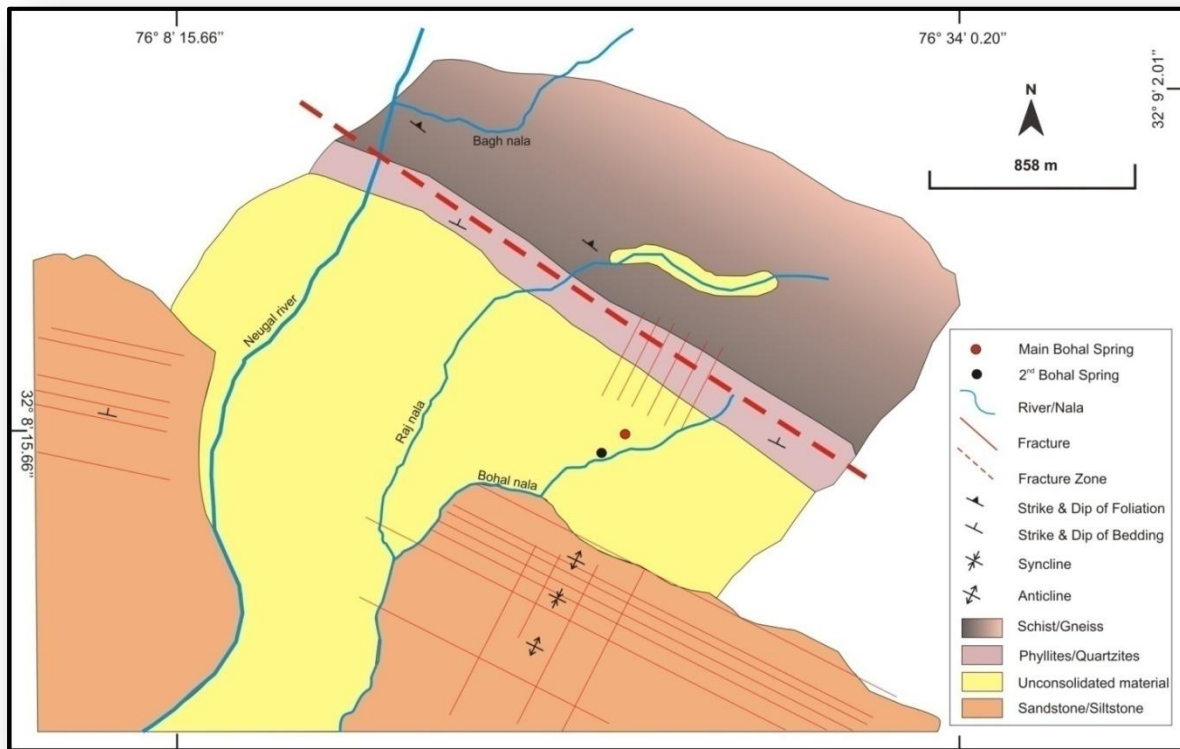 76° 8' 15.66"
76° 34' 0.20"
32° 9' 2.01"
N
858 m
Bagh nala
Neugal river
Raj nala
32° 8' 15.66"
Bohal nala
Main Bohal Spring
2nd Bohal Spring
River/Nala
Fracture
Fracture Zone
Strike & Dip of Foliation
Strike & Dip of Bedding
Syncline
Anticline
Schist/Gneiss
Phyllites/Quartzites
Unconsolidated material
Sandstone/Siltstone